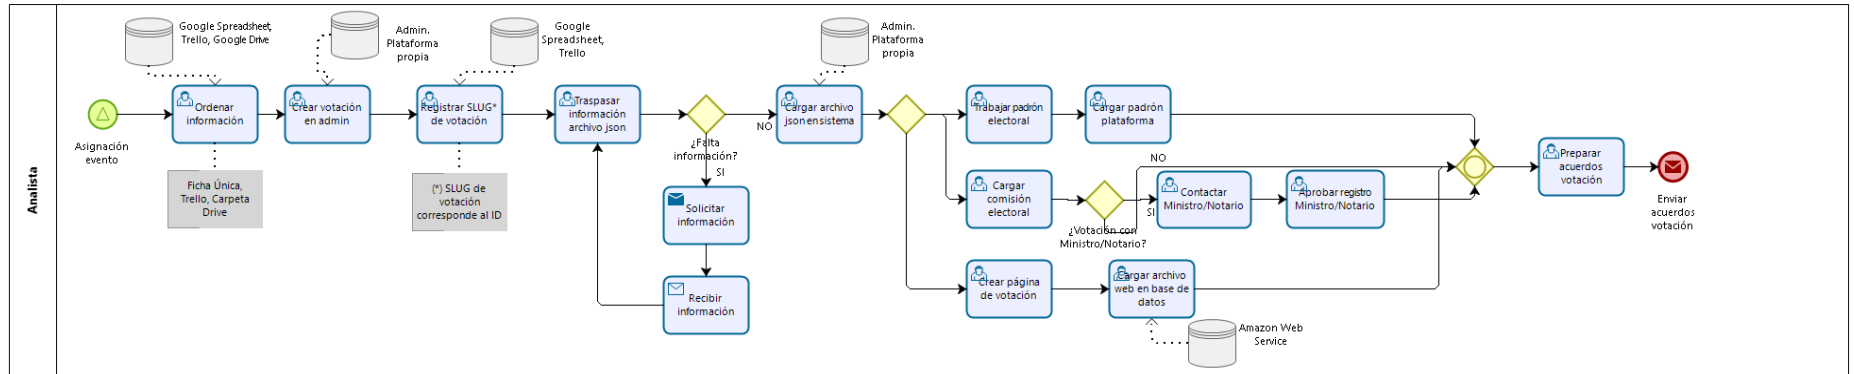 Analista
Google Spreadsheet,
Trello, Google Drive
Admin.
Plataforma
propia
Google
Spreadsheet,
Trello
Admin.
Plataforma
propia
Asignación
evento
Ordenar
información
Crear votación
en admin
Registrar SLUG*
de votación
Traspasar
información
archivo json
¿Falta
información?
NO
SI
Cargar archivo
json en sistema
Ficha Única,
Trello, Carpeta
Drive
(*) SLUG de
votación
corresponde al ID
Solicitar
información
Recibir
información
Trabajar padrón
electoral
Cargar padrón
plataforma
Cargar
comisión
electoral
¿Votación con
Ministro/Notario?
NO
SI
Contactar
Ministro/Notario
Aprobar registro
Ministro/Notario
Crear página
de votación
Cargar archivo
web en base de
datos
Amazon Web
Service
Preparar
acuerdos
votación
Enviar
acuerdos
votación